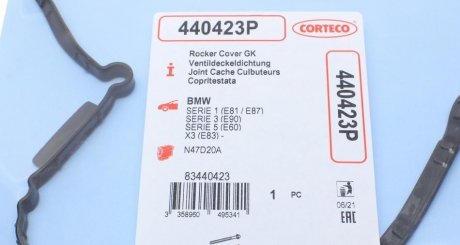 440423P
CORTECO
Rocker Cover GK
Ventildeckeldichtung
Joint Cache Culbuteurs
Copritestata
440423P
BMW
SERIE 1 (E81 / E87)
SERIE 3 (E90)
SERIE 5 (E60)
X3 (E83) -
N47D20A
83440423
3 358960 495341
1 PC
06/21
EAC